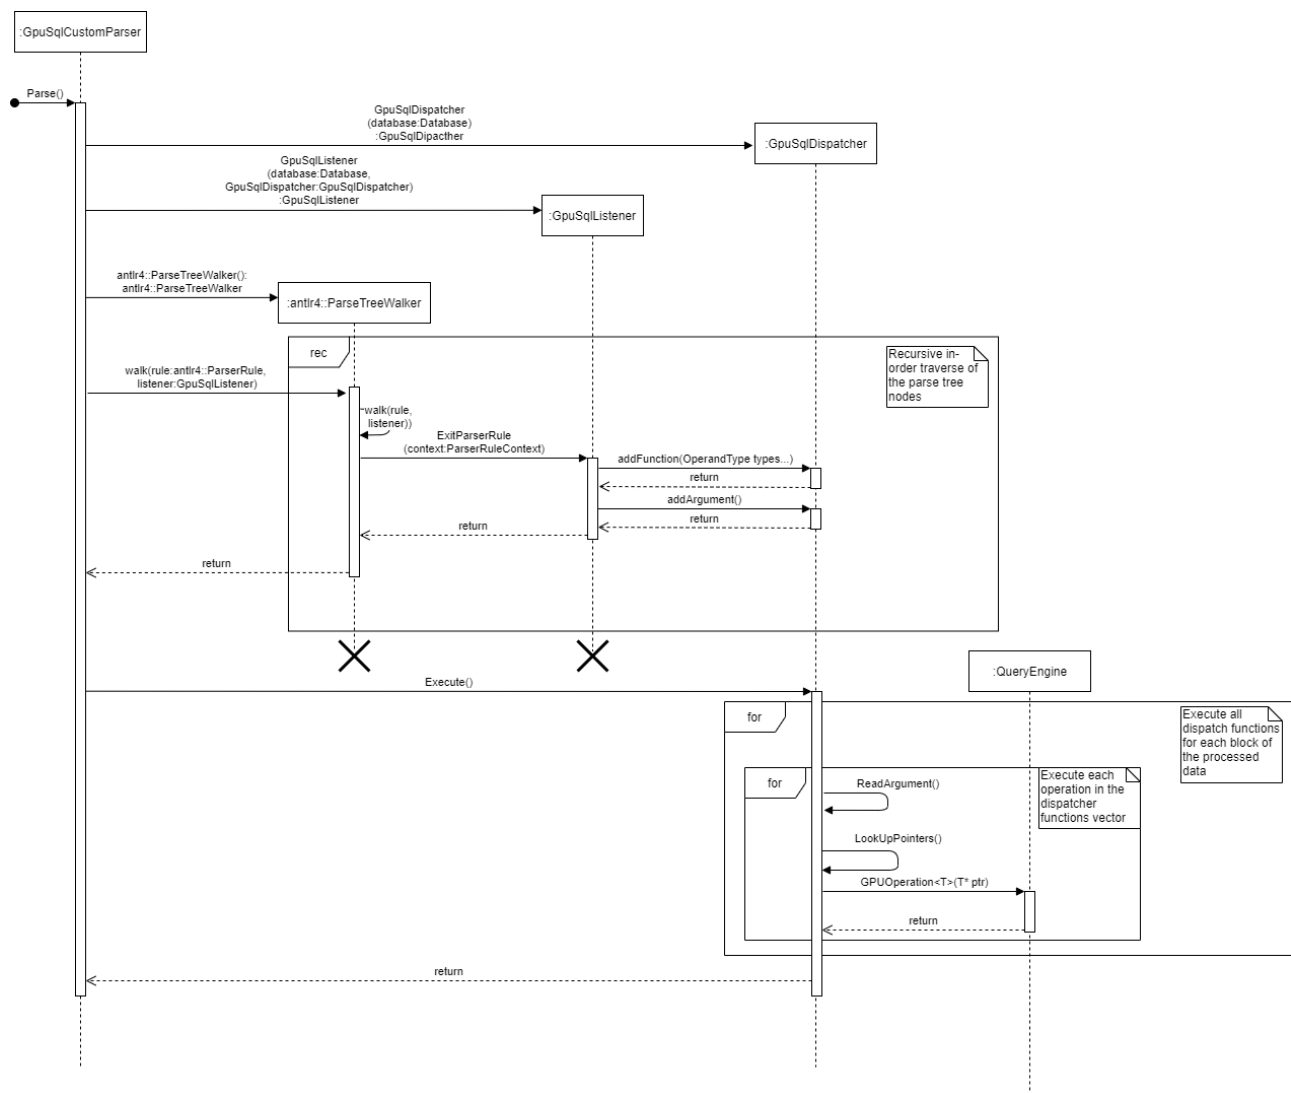 :GpuSqlCustomParser
Parse()
GpuSqlDispatcher
(database:Database)
:GpuSqlDipacther
:GpuSqlDispatcher
GpuSqlListener
(database:Database,
GpuSqlDispatcher:GpuSqlDispatcher)
:GpuSqlListener
:GpuSqlListener
antlr4::ParseTreeWalker():
antlr4::ParseTreeWalker
:antlr4::ParseTreeWalker
rec
Recursive in-
order traverse of
the parse tree
nodes
walk(rule:antlr4::ParserRule,
listener:GpuSqlListener)
walk(rule,
listener))
ExitParserRule
(context:ParserRuleContext)
addFunction(OperandType types...)
return
addArgument()
return
return
return
:QueryEngine
Execute()
for
Execute all
dispatch functions
for each block of
the processed
data
for
ReadArgument()
Execute each
operation in the
dispatcher
functions vector
LookUpPointers()
GPUOperation<T>(T* ptr)
return
return